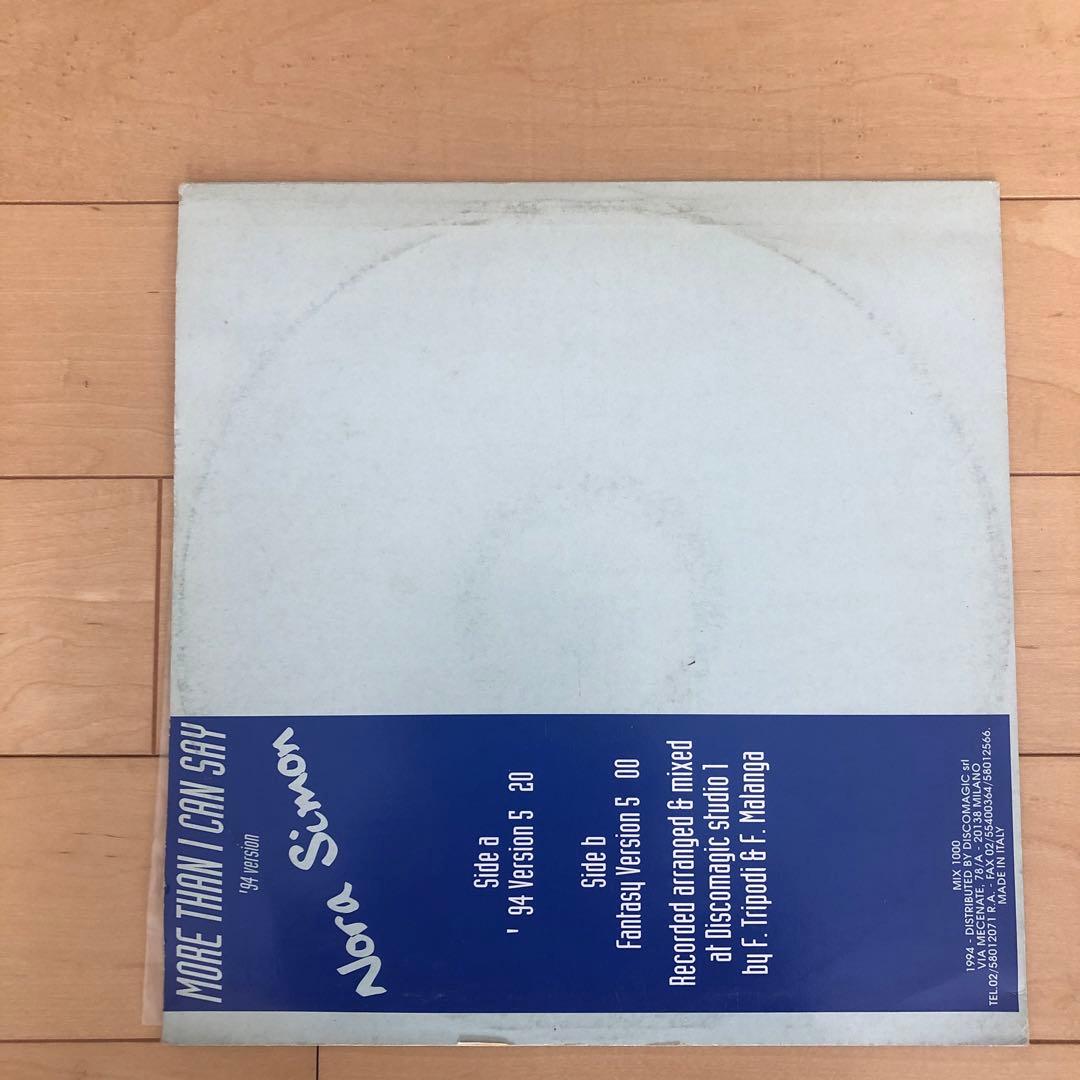 MORE THAN I CAN SAY
'94 version
Nora Simon
Side a
' 94 Version 5 20
Side b
Fantasy Version 5 00
Recorded arranged & mixed
at Discomagic studio 1
by F. Tripodi & F. Malanga
MIX 1000
1994 - DISTRIBUTED BY DISCOMAGIC srl
VIA MECENATE, 78/A - 20138 MILANO
TEL.02/58012071 R.A. - FAX 02/55400364/58012566.
MADE IN ITALY